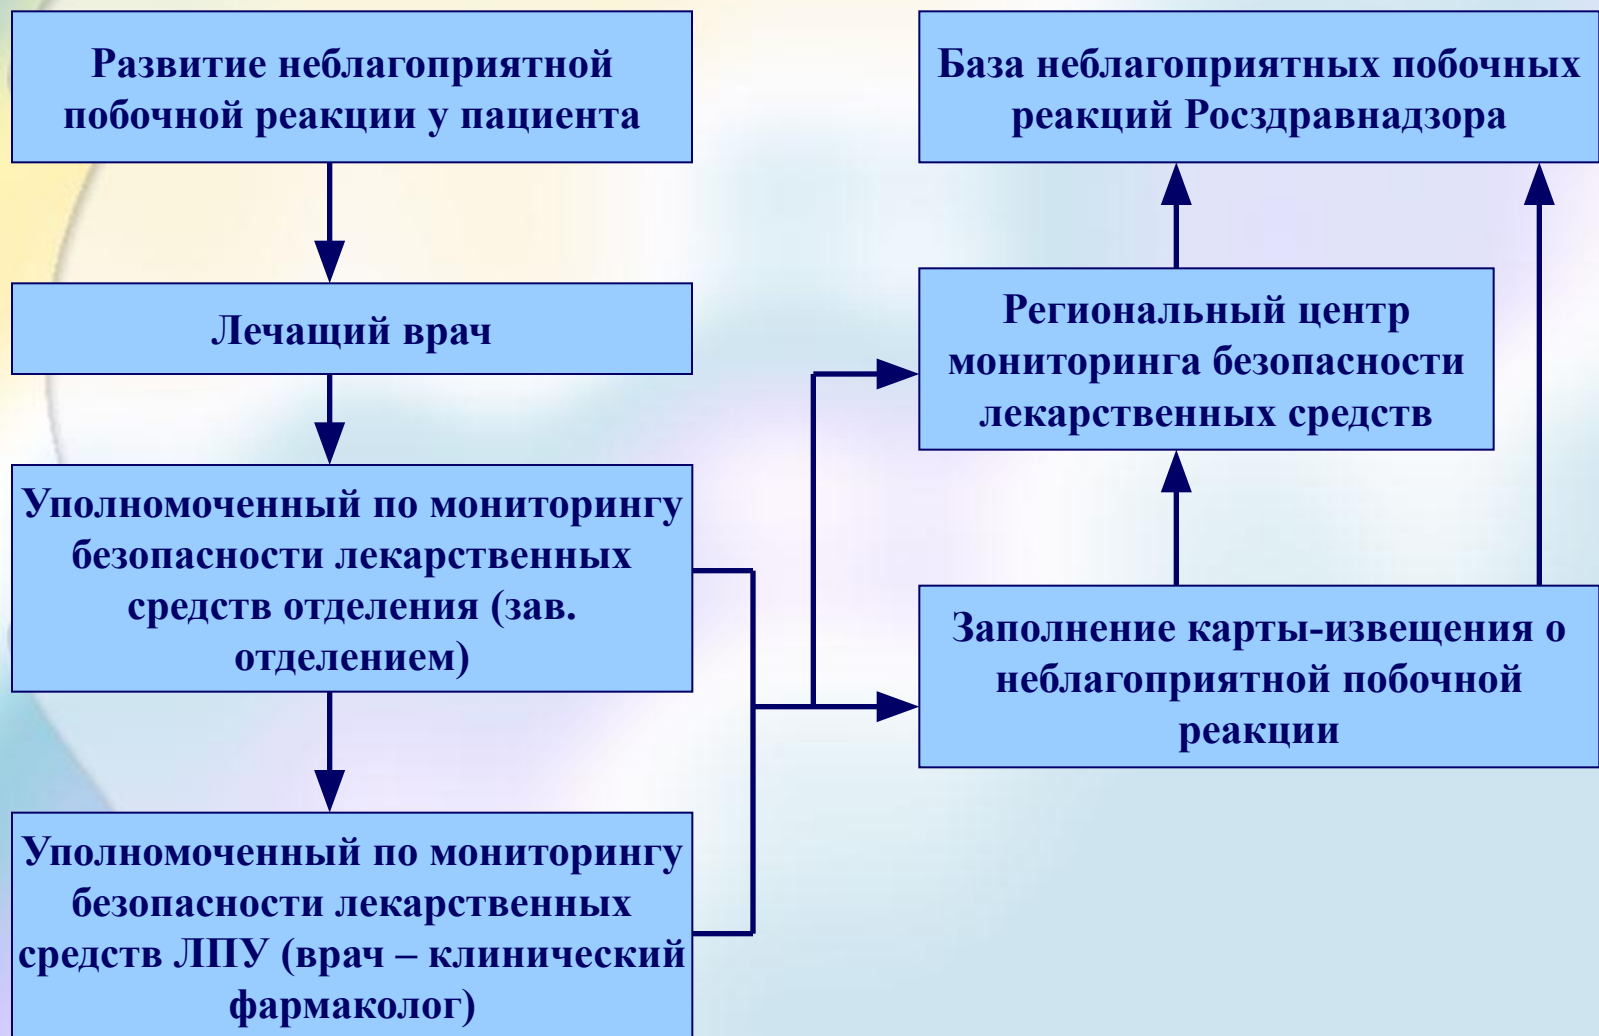 Развитие неблагоприятной
побочной реакции у пациента
Лечащий врач
Уполномоченный по мониторингу
безопасности лекарственных
средств отделения (зав.
отделением)
Уполномоченный по мониторингу
безопасности лекарственных
средств ЛПУ (врач – клинический
фармаколог)
База неблагоприятных побочных
реакций Росздравнадзора
Региональный центр
мониторинга безопасности
лекарственных средств
Заполнение карты-извещения о
неблагоприятной побочной
реакции